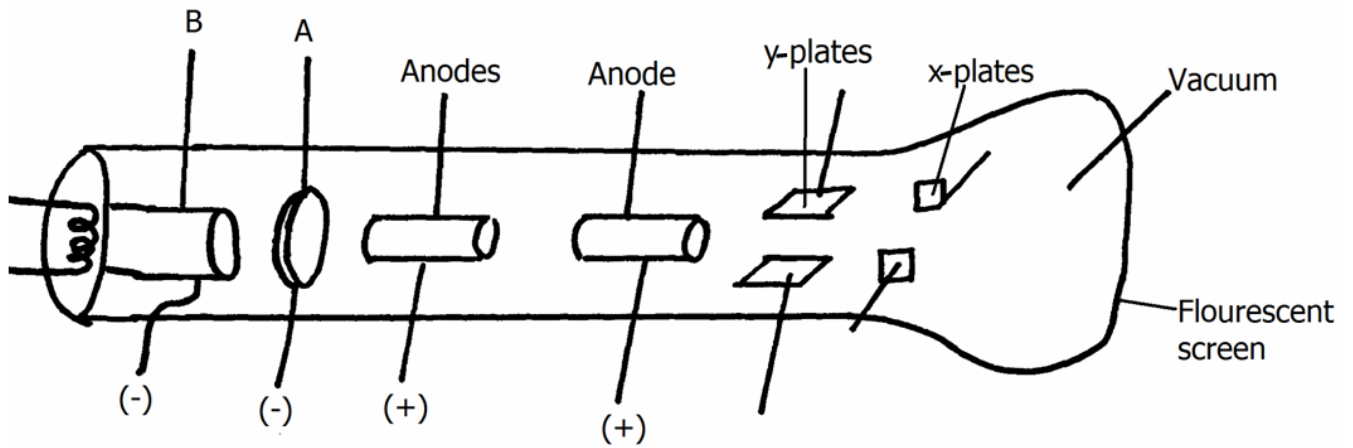 B
A
Anodes
Anode
y-plates
x-plates
Vacuum
Flourescent
screen
(-)
(-)
(+)
(+)